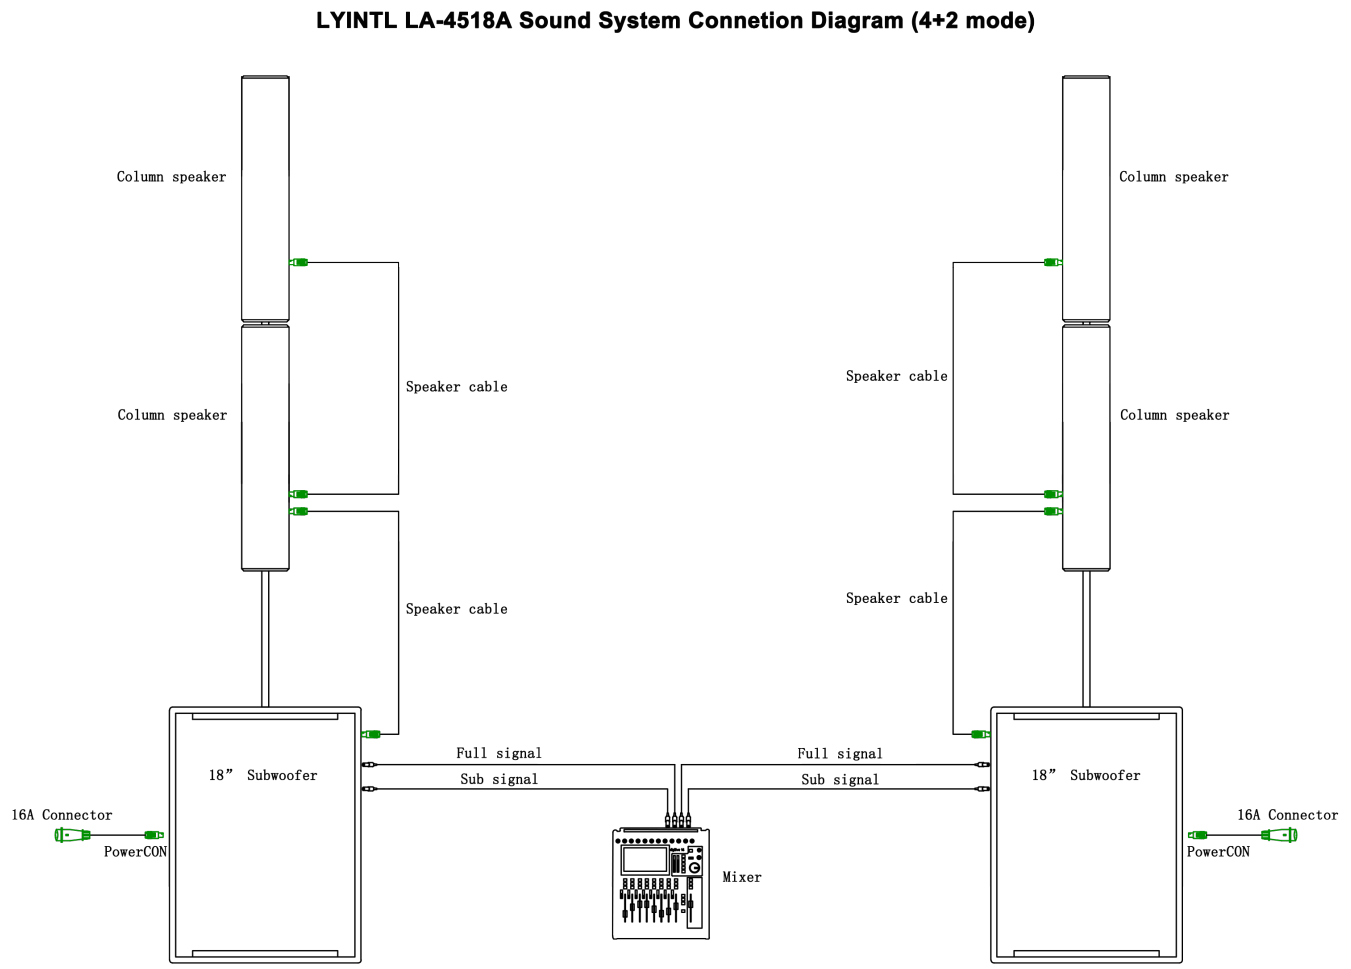 LYINTL LA-4518A Sound System Connetion Diagram (4+2 mode)
Column speaker
Column speaker
Speaker cable
Speaker cable
Column speaker
Column speaker
Speaker cable
Speaker cable
Full signal
Full signal
18” Subwoofer
18” Subwoofer
Sub signal
Sub signal
16A Connector
16A Connector
PowerCON
PowerCON
Mixer